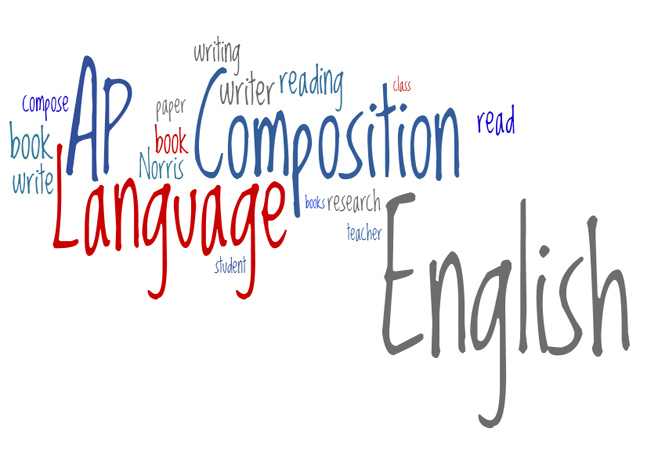 writing
compose
AP
paper
writer
reading
class
book
book
Composition
read
write
Norris
Language
books
research
teacher
student
English